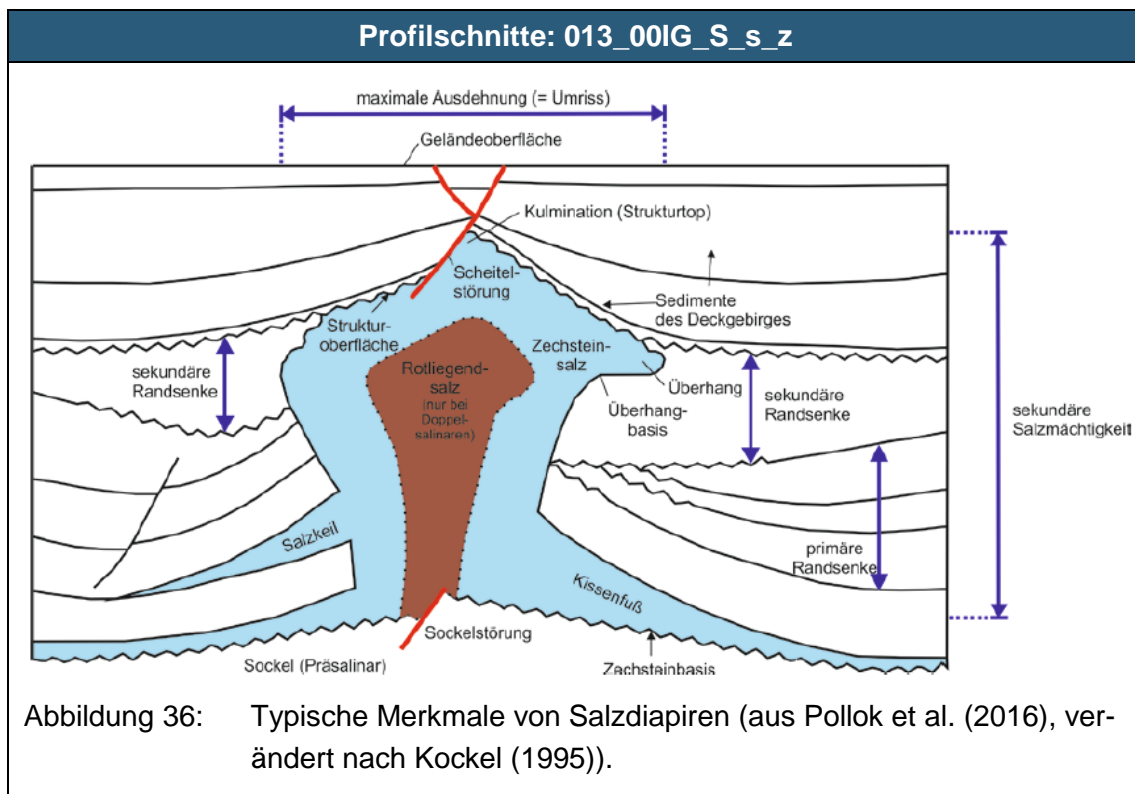 Profilschnitte: 013_00IG_S_s_z
maximale Ausdehnung (= Umriss)
Geländeoberfläche
Kulmination (Strukturtop)
Scheitel-
störung
Sedimente
des Deckgebirges
Struktur-
oberfläche
Zechstein-
salz
Rotliegend-
salz
(nur bei
Doppel-
salinaren)
Überhang
Überhang-
basis
sekundäre
Randsenke
sekundäre
Randsenke
sekundäre
Salzmächtigkeit
primäre
Randsenke
Salzkeil
Kissenfuß
Sockelstörung
Sockel (Präsalinar)
Zechsteinbasis
Abbildung 36: Typische Merkmale von Salzdiapiren (aus Pollok et al. (2016), ver-
ändert nach Kockel (1995)).